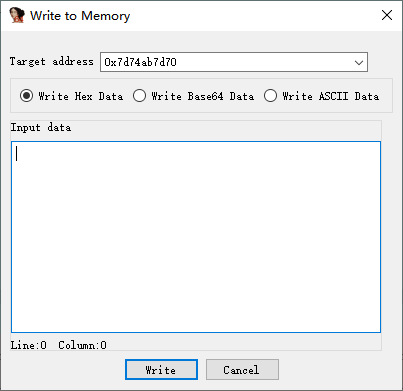 Write to Memory
Target address 0x7d74ab7d70
Write Hex Data Write Base64 Data Write ASCII Data
Input data
Line:0 Column:0
Write Cancel